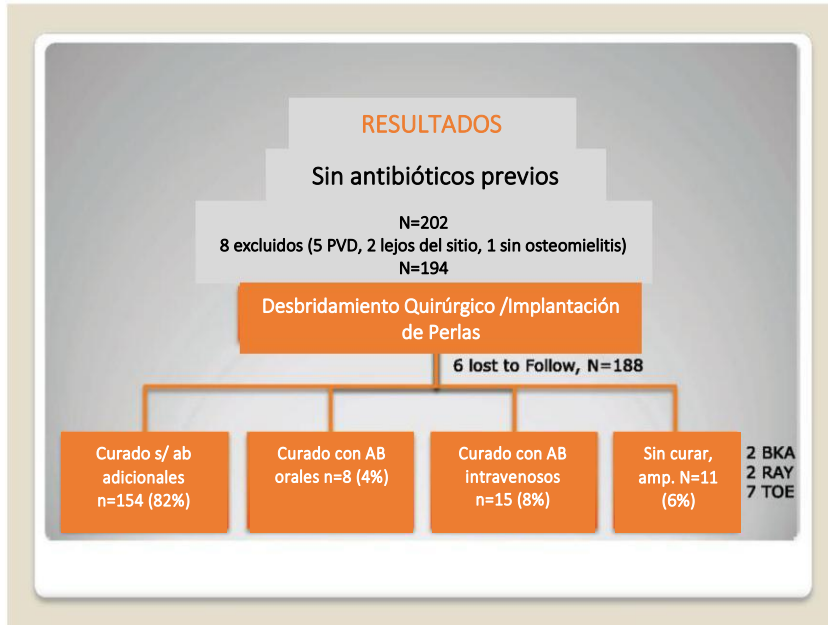 RESULTADOS
Sin antibióticos previos
N=202
8 excluidos (5 PVD, 2 lejos del sitio, 1 sin osteomielitis)
N=194
Desbridamiento Quirúrgico /Implantación
de Perlas
6 lost to Follow, N=188
Curado s/ ab
adicionales
n=154 (82%)
Curado con AB
orales n=8 (4%)
Curado con AB
intravenosos
n=15 (8%)
Sin curar,
amp. N=11
(6%)
2 BKA
2 RAY
7 TOE